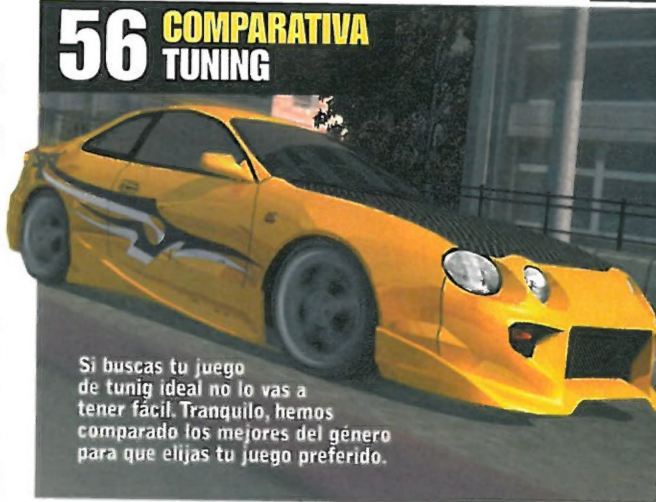 56 COMPARATIVA
TUNING
Si buscas tu juego
de tunig ideal no lo vas a
tener fácil. Tranquilo, hemos
comparado los mejores del género
para que elijas tu juego preferido.